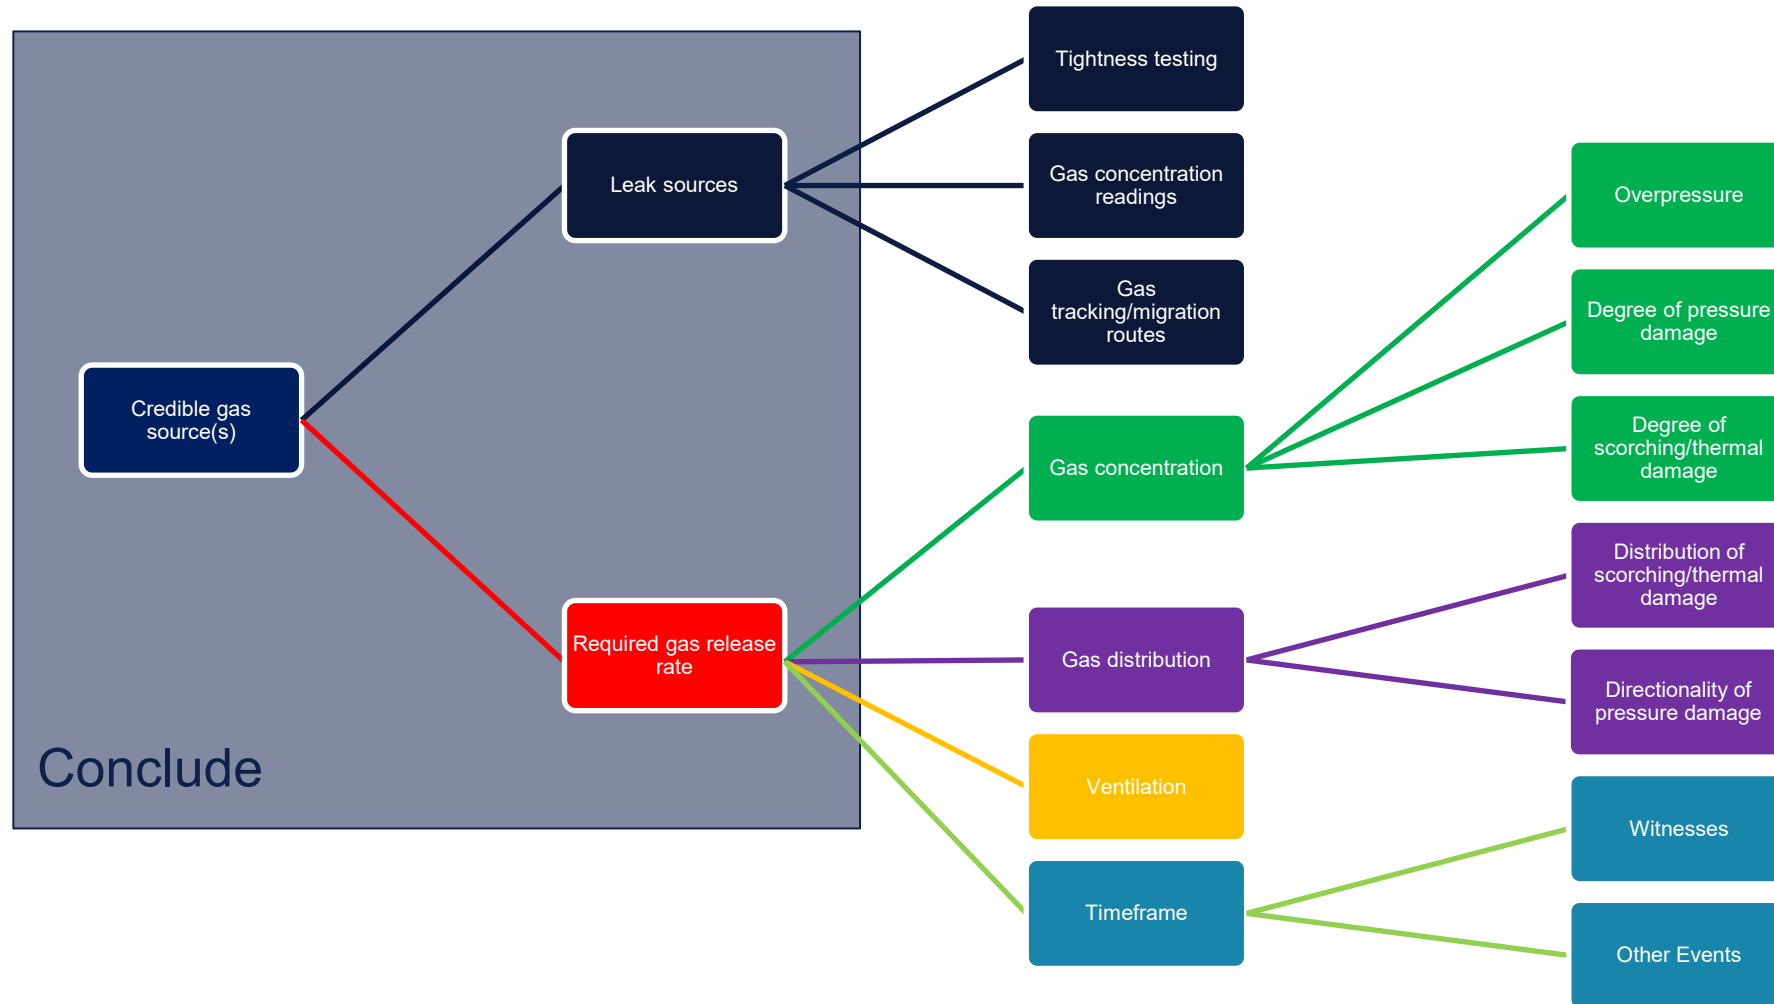 Credible gas
source(s)
Leak sources
Required gas release
rate
Conclude
Tightness testing
Gas concentration
readings
Gas
tracking/migration
routes
Gas concentration
Gas distribution
Ventilation
Timeframe
Overpressure
Degree of pressure
damage
Degree of
scorching/thermal
damage
Distribution of
scorching/thermal
damage
Directionality of
pressure damage
Witnesses
Other Events